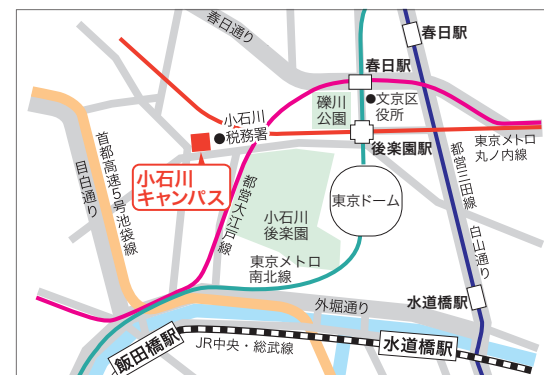 春日通り
春日駅
春日駅
礫川
公園
●文京区
役所
小石川
●税務署
後楽園駅
東京メトロ
丸ノ内線
小石川
キャンパス
首都高速5号池袋線
目白通り
都営大江戸線
小石川
後楽園
東京ドーム
都営三田線
白山通り
東京メトロ
南北線
外堀通り
水道橋駅
飯田橋駅
JR中央・総武線
水道橋駅